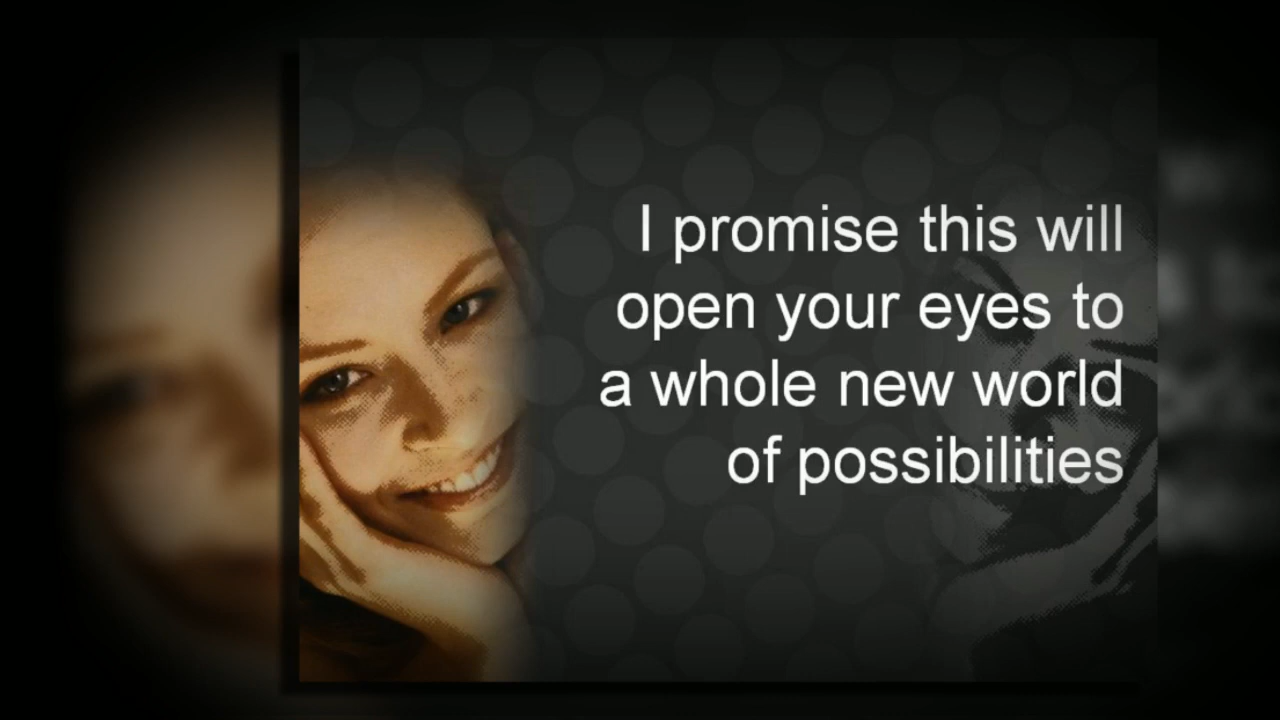 I promise this will
open your eyes to
a whole new world
of possibilities